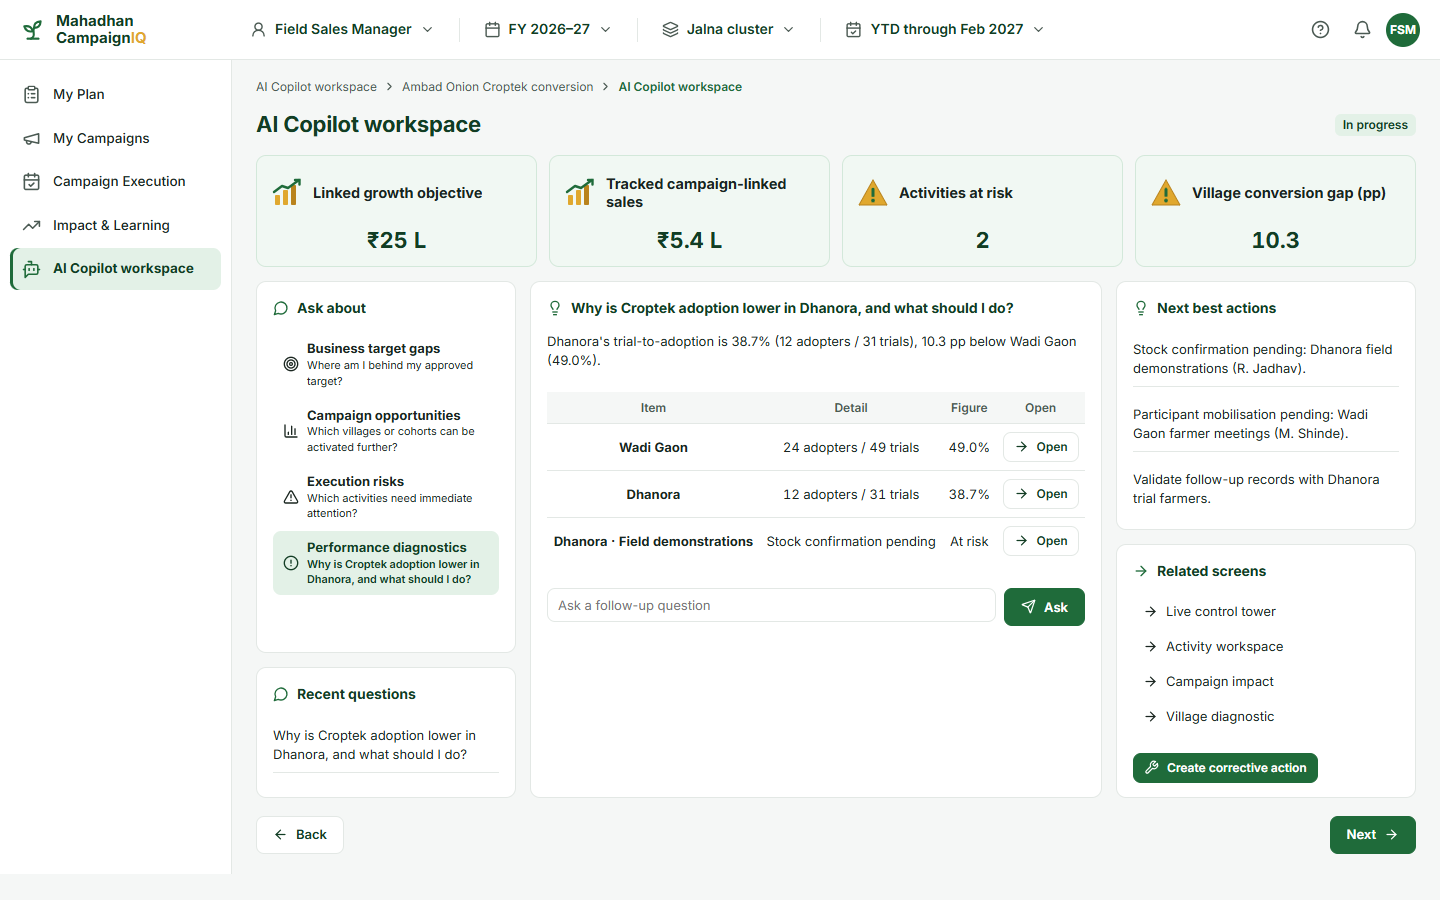 Mahadhan
CampaignIQ
Field Sales Manager
FY 2026–27
Jalna cluster
YTD through Feb 2027
FSM
My Plan
My Campaigns
Campaign Execution
Impact & Learning
AI Copilot workspace
AI Copilot workspace > Ambad Onion Croptek conversion > AI Copilot workspace
AI Copilot workspace
In progress
Linked growth objective
₹25 L
Tracked campaign-linked
sales
₹5.4 L
Activities at risk
2
Village conversion gap (pp)
10.3
Ask about
Business target gaps
Where am I behind my approved
target?
Campaign opportunities
Which villages or cohorts can be
activated further?
Execution risks
Which activities need immediate
attention?
Performance diagnostics
Why is Croptek adoption lower in
Dhanora, and what should I do?
Recent questions
Why is Croptek adoption lower in
Dhanora, and what should I do?
Why is Croptek adoption lower in Dhanora, and what should I do?
Dhanora's trial-to-adoption is 38.7% (12 adopters / 31 trials), 10.3 pp below Wadi Gaon
(49.0%).
Item Detail Figure Open
Wadi Gaon 24 adopters / 49 trials 49.0% Open
Dhanora 12 adopters / 31 trials 38.7% Open
Dhanora · Field demonstrations Stock confirmation pending At risk Open
Ask a follow-up question
Ask
Next best actions
Stock confirmation pending: Dhanora field
demonstrations (R. Jadhav).
Participant mobilisation pending: Wadi
Gaon farmer meetings (M. Shinde).
Validate follow-up records with Dhanora
trial farmers.
Related screens
Live control tower
Activity workspace
Campaign impact
Village diagnostic
Create corrective action
Back
Next